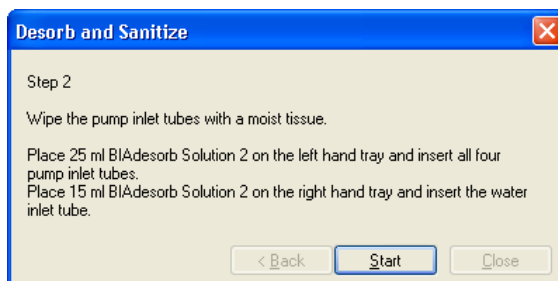 Desorb and Sanitize
Step 2
Wipe the pump inlet tubes with a moist tissue.
Place 25 ml BIAdesorb Solution 2 on the left hand tray and insert all four
pump inlet tubes.
Place 15 ml BIAdesorb Solution 2 on the right hand tray and insert the water
inlet tube.
< Back Start Close